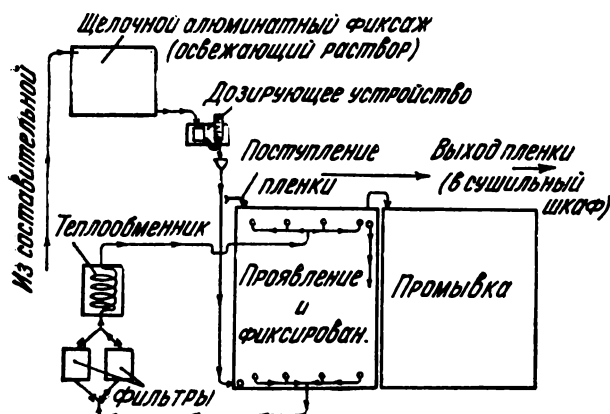 Щелочной алюминатный фиксаж
(освежающий раствор)
Дозирующее устройство
Поступление
пленки
Выход пленки
(в сушильный
шкаф)
Из составительной
Теплообменник
Проявление
и
фиксирован.
Промывка
Фильтры